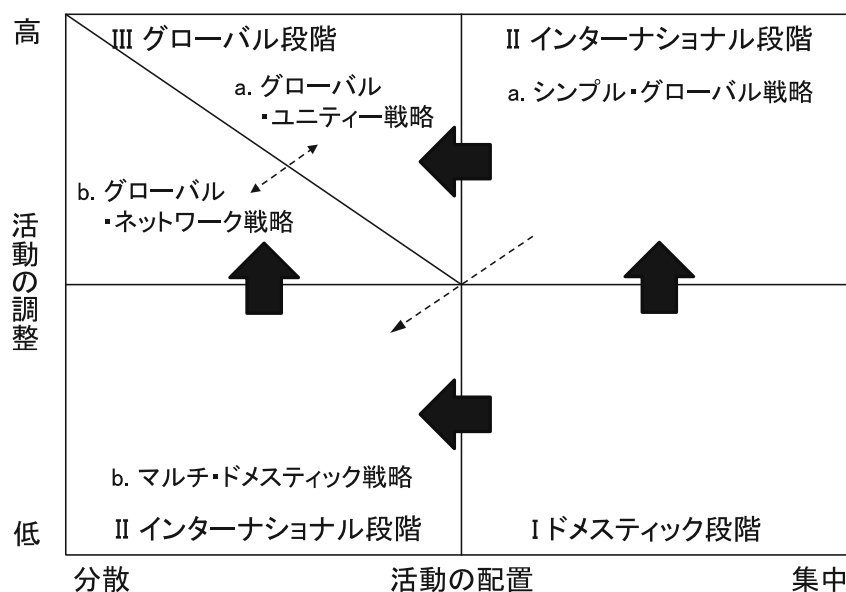 高
Ⅲ グローバル段階
a. グローバル
・ユニティー戦略
b. グローバル
・ネットワーク戦略
Ⅱ インターナショナル段階
a. シンプル・グローバル戦略
活動の調整
b. マルチ・ドメスティック戦略
Ⅱ インターナショナル段階
Ⅰ ドメスティック段階
低
分散
活動の配置
集中